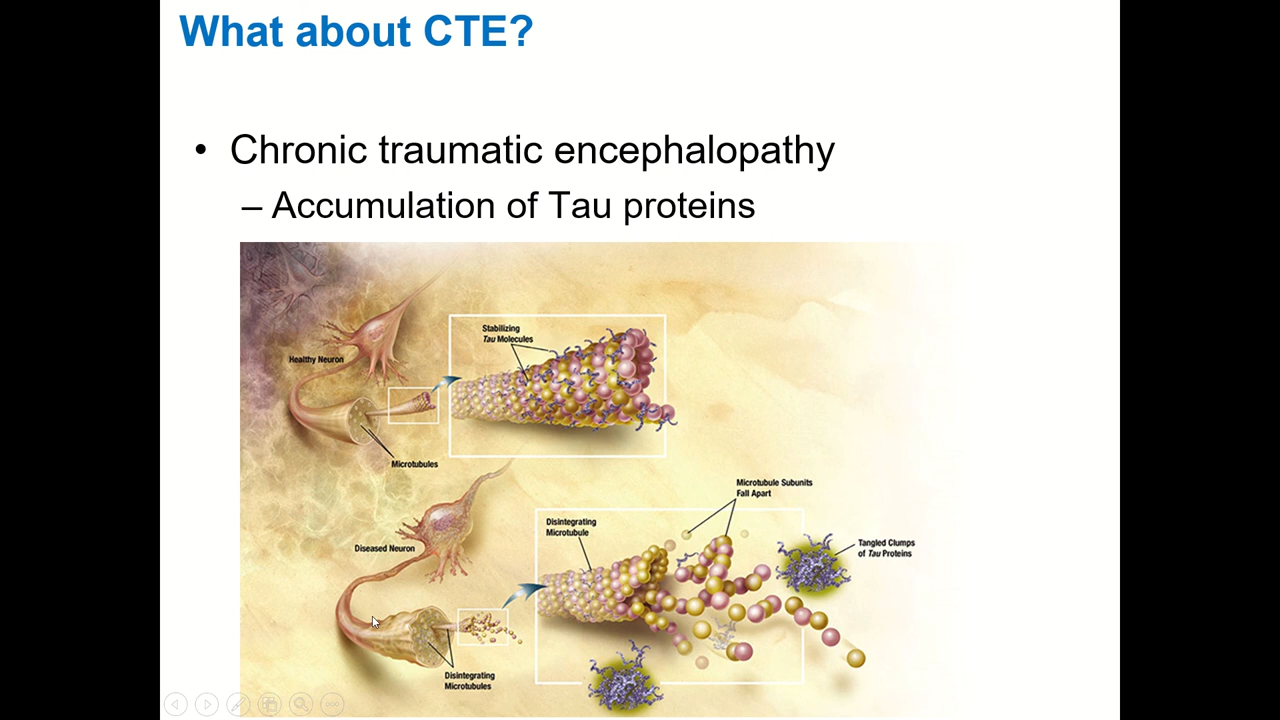 What about CTE?
• Chronic traumatic encephalopathy
– Accumulation of Tau proteins
Stabilizing
Tau Molecules
Healthy Neuron
Microtubules
Microtubule Subunits
Fall Apart
Disintegrating
Microtubule
Tangled Clumps
of Tau Proteins
Diseased Neuron
Disintegrating
Microtubules